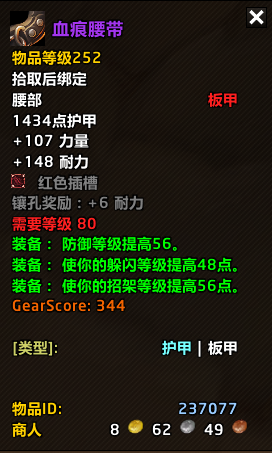 血痕腰带
物品等级252
拾取后绑定
腰部 板甲
1434点护甲
+107 力量
+148 耐力
红色插槽
镶孔奖励：+6 耐力
需要等级 80
装备： 防御等级提高56。
装备： 使你的躲闪等级提高48点。
装备： 使你的招架等级提高56点。
GearScore: 344
[类型]: 护甲 | 板甲
物品ID: 237077
商人 8 62 49